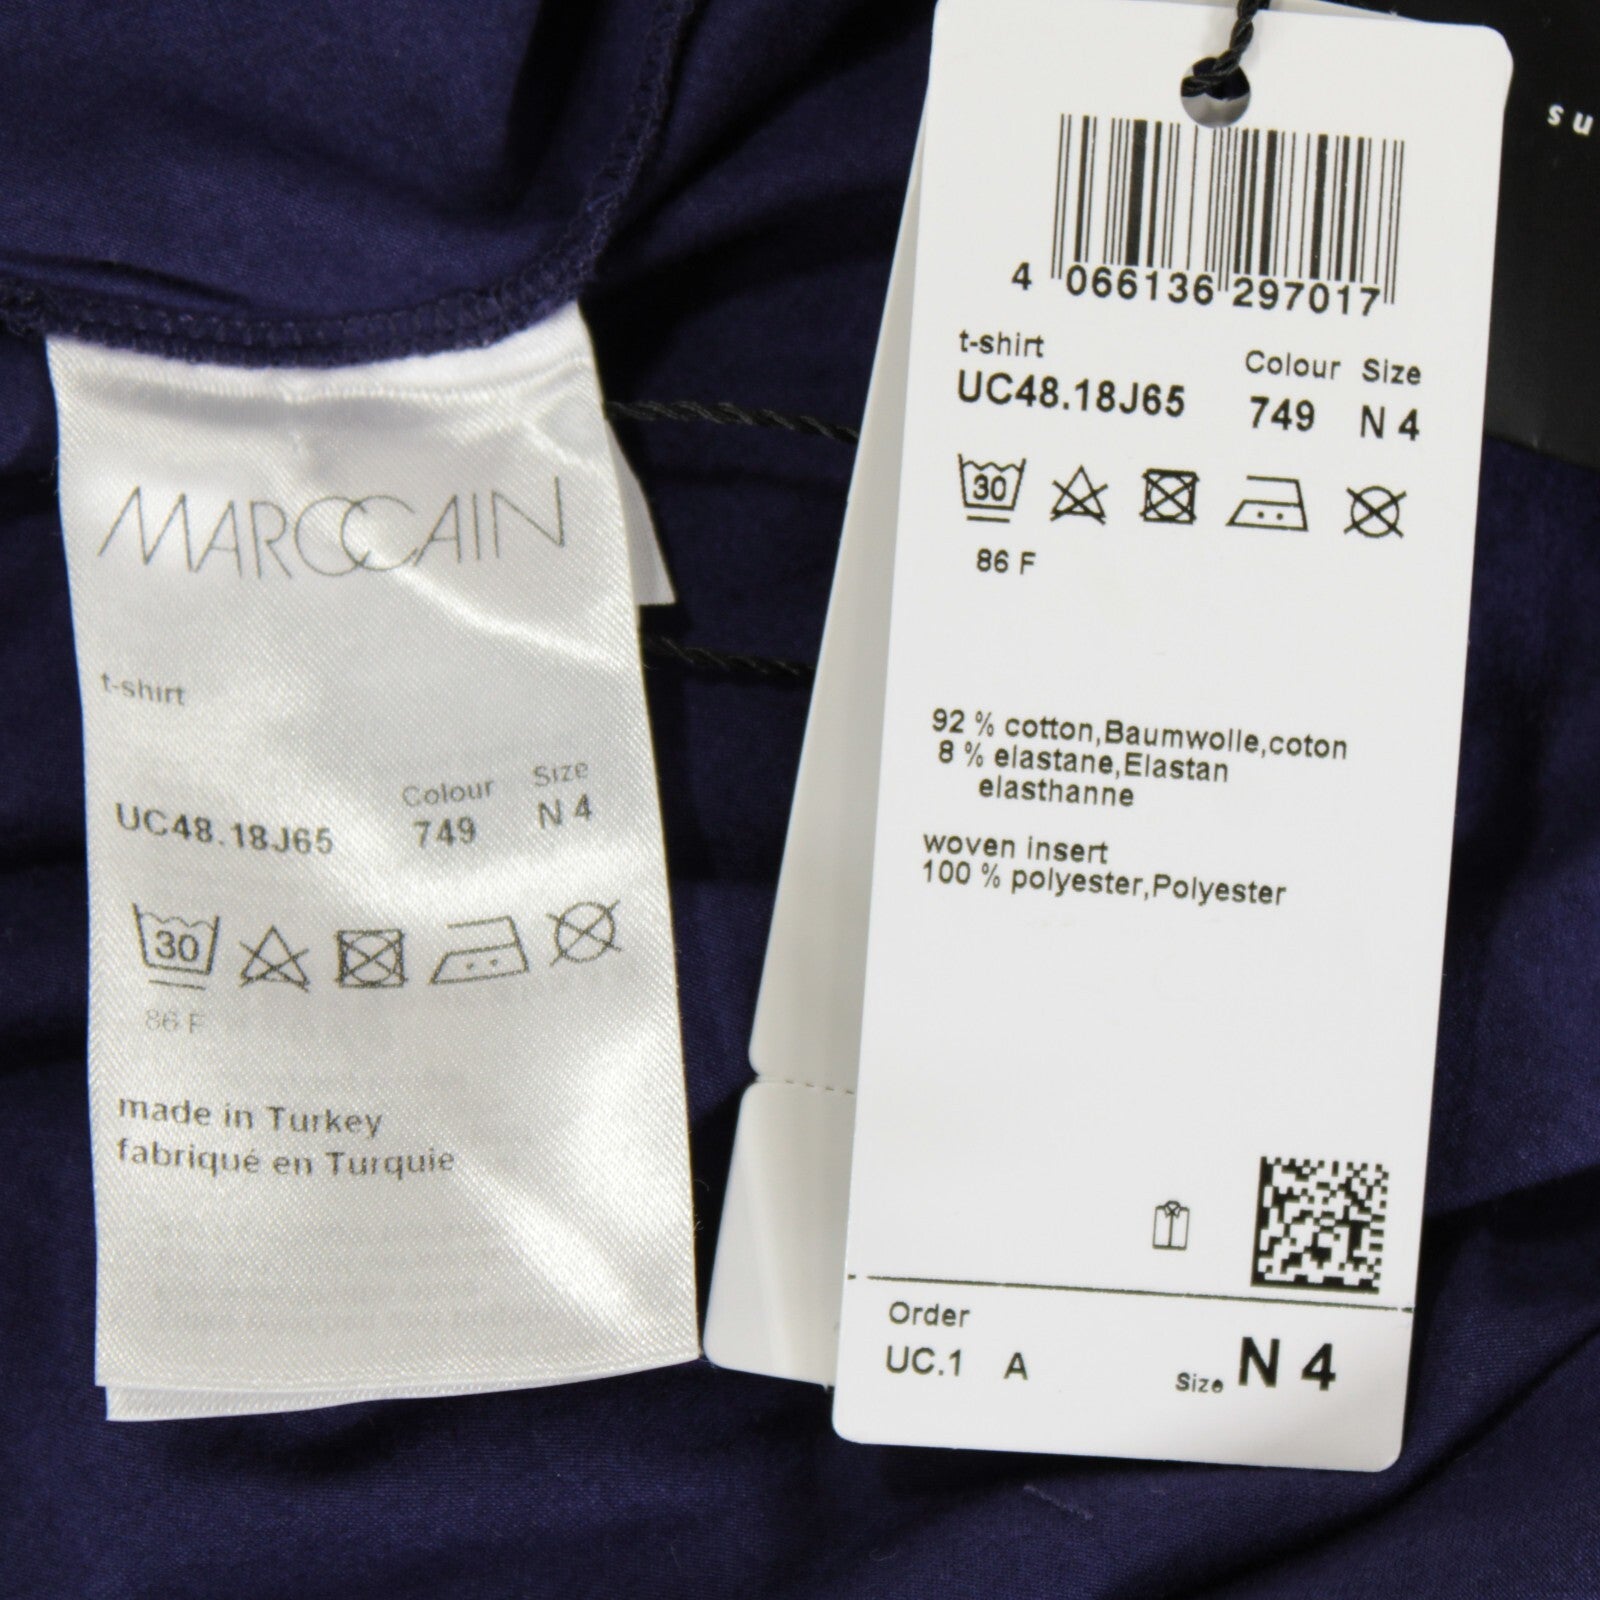 MARCCAIN
t-shirt
Colour Size
UC48.18J65 749 N 4
30
86 F
made in Turkey
fabriqué en Turquie
4 066136 297017
t-shirt
Colour Size
UC48.18J65 749 N 4
30
86 F
92 % cotton,Baumwolle,coton
8 % elastane,Elastan
elasthanne
woven insert
100 % polyester,Polyester
Order
UC.1 A Size N 4
su